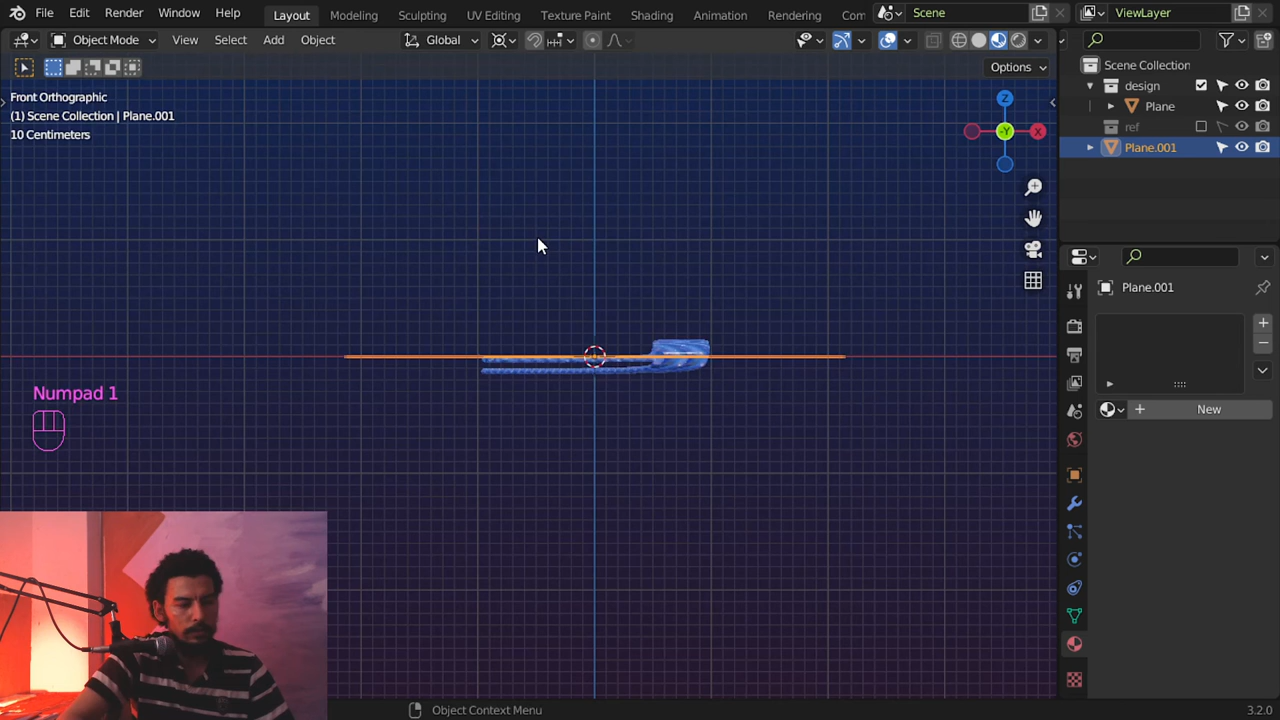 File Edit Render Window Help Layout Modeling Sculpting UV Editing Texture Paint Shading Animation Rendering Com Scene ViewLayer
Object Mode View Select Add Object Global
Options
Front Orthographic
(1) Scene Collection | Plane.001
10 Centimeters
Z
-Y
X
Numpad 1
Scene Collection
design
Plane
ref
Plane.001
Plane.001
New
Object Context Menu
3.2.0